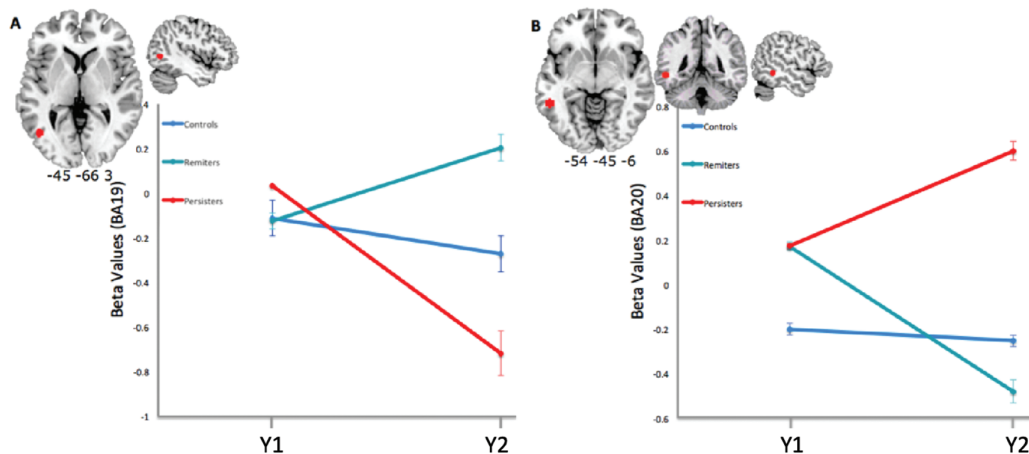 A
-45 -66 3
Beta Values (BA19)
4
0.2
0
-0.2
-0.4
-0.6
-0.8
-1
Controls
Remiters
Persisters
Y1
Y2
B
-54 -45 -6
Beta Values (BA20)
0.8
0.6
0.4
0.2
0
-0.2
-0.4
-0.6
Controls
Remiters
Persisters
Y1
Y2